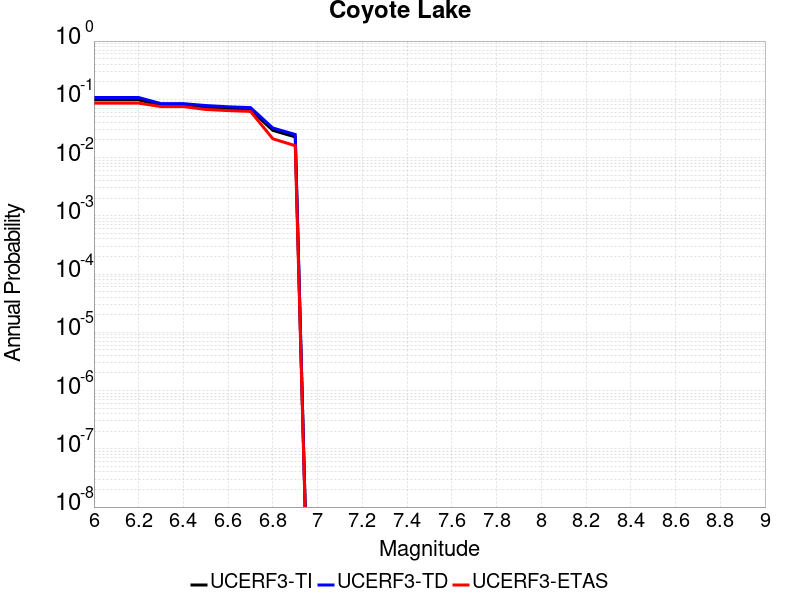 Coyote Lake
10^0
10^-1
10^-2
10^-3
10^-4
10^-5
10^-6
10^-7
10^-8
Annual Probability
6 6.2 6.4 6.6 6.8 7 7.2 7.4 7.6 7.8 8 8.2 8.4 8.6 8.8 9
Magnitude
UCERF3-TI UCERF3-TD UCERF3-ETAS